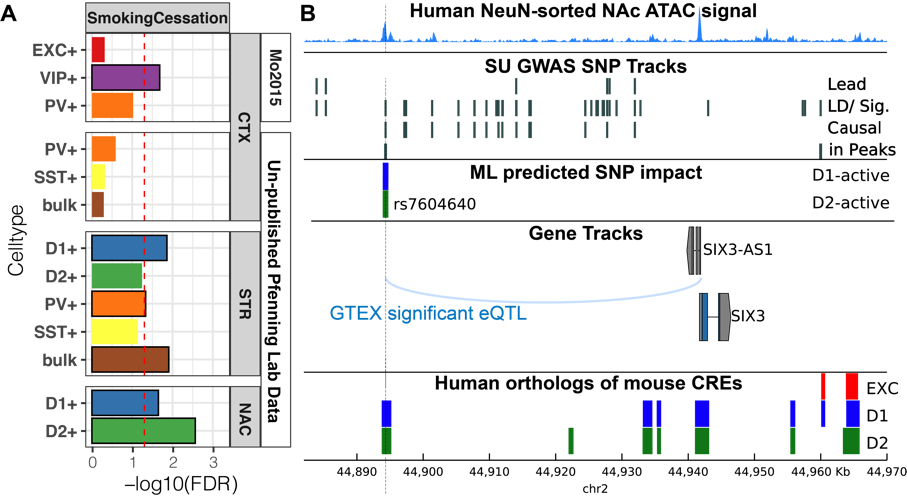 A
SmokingCessation
EXC+
VIP+
PV+
PV+
SST+
bulk
D1+
D2+
PV+
SST+
bulk
D1+
D2+
Celltype
CTX
STR
NAC
Mo2015
Un-published Pfenning Lab Data
0 1 2 3
−log10(FDR)
B
Human NeuN-sorted NAc ATAC signal
SU GWAS SNP Tracks
Lead
LD/ Sig.
Causal
in Peaks
ML predicted SNP impact
D1-active
D2-active
rs7604640
Gene Tracks
SIX3-AS1
GTEX significant eQTL
SIX3
Human orthologs of mouse CREs
EXC
D1
D2
44,890 44,900 44,910 44,920 44,930 44,940 44,950 44,960 Kb 44,970
chr2